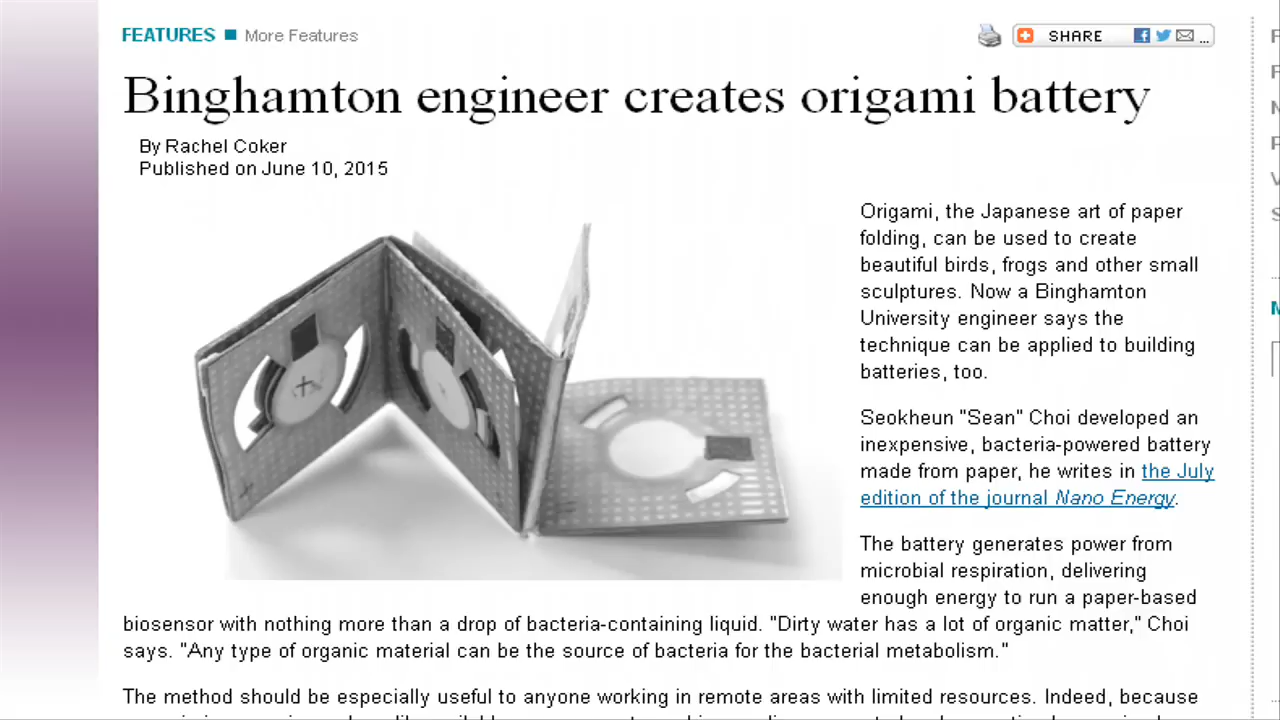 FEATURES More Features
SHARE ...
Binghamton engineer creates origami battery
By Rachel Coker
Published on June 10, 2015
Origami, the Japanese art of paper
folding, can be used to create
beautiful birds, frogs and other small
sculptures. Now a Binghamton
University engineer says the
technique can be applied to building
batteries, too.
Seokheun "Sean" Choi developed an
inexpensive, bacteria-powered battery
made from paper, he writes in the July
edition of the journal Nano Energy.
The battery generates power from
microbial respiration, delivering
enough energy to run a paper-based
biosensor with nothing more than a drop of bacteria-containing liquid. "Dirty water has a lot of organic matter," Choi
says. "Any type of organic material can be the source of bacteria for the bacterial metabolism."
The method should be especially useful to anyone working in remote areas with limited resources. Indeed, because